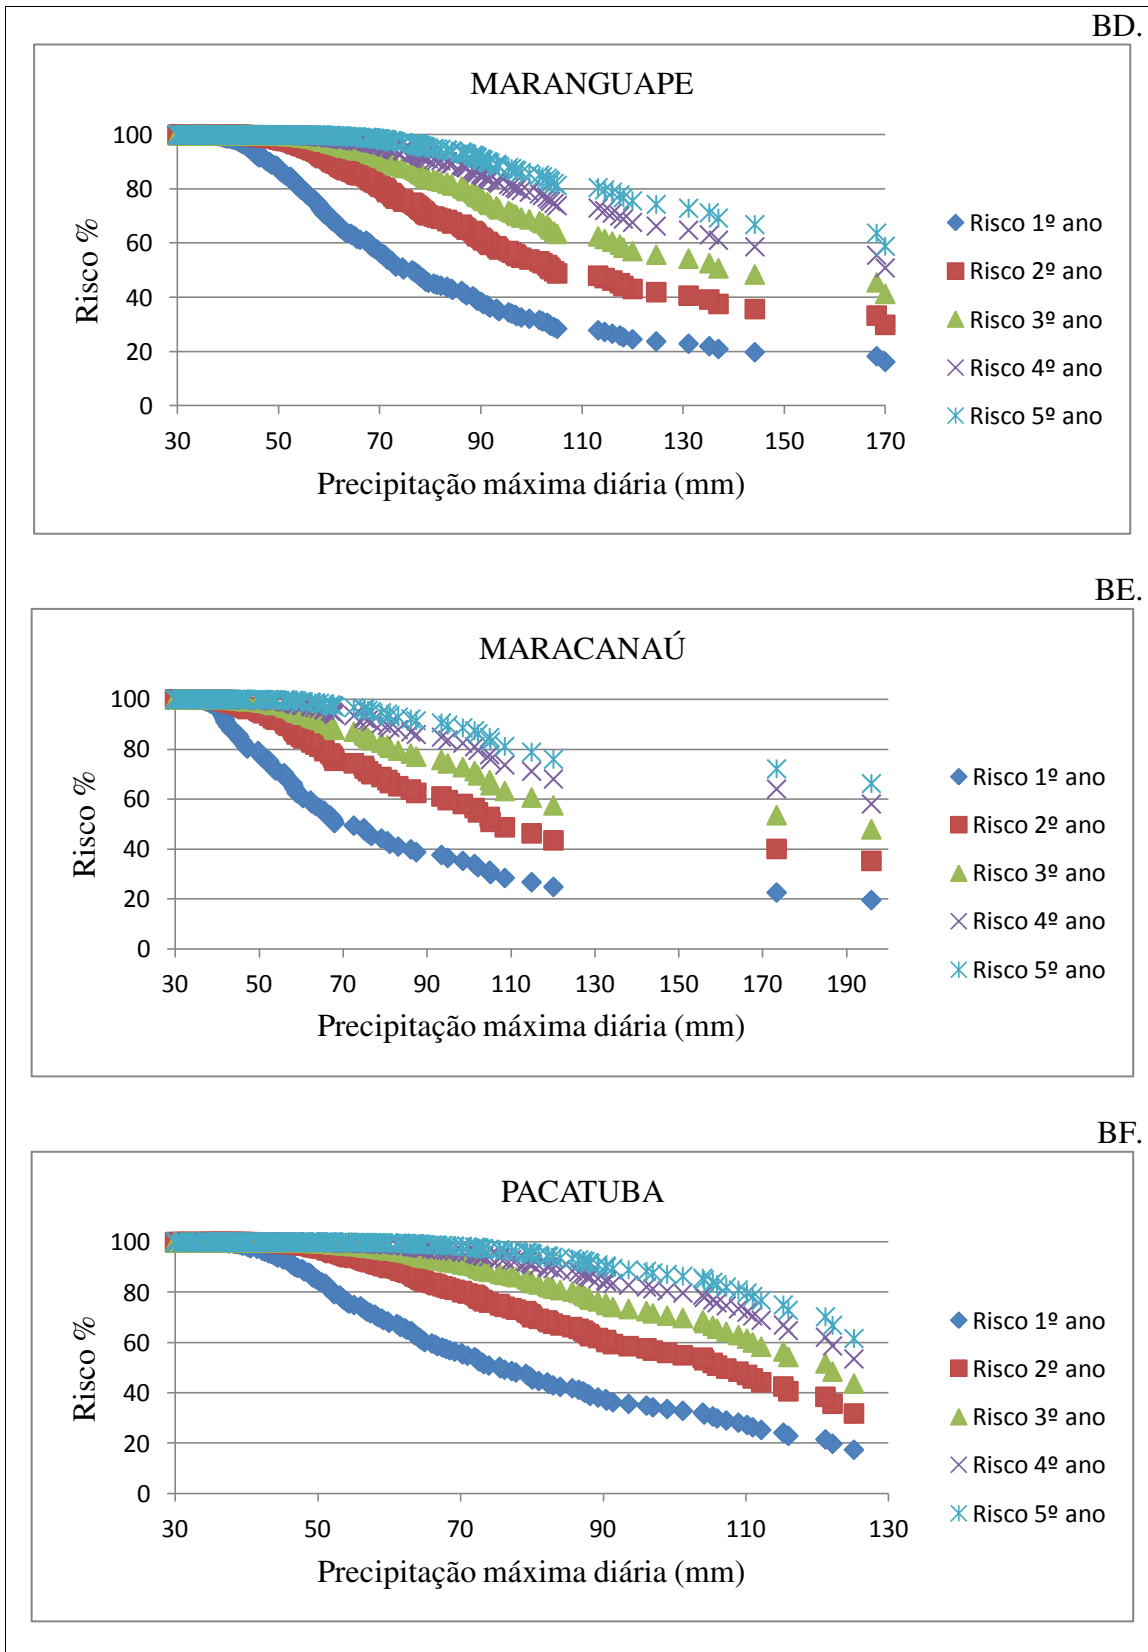 BD.
MARANGUAPE
Risco %
100
80
60
40
20
0
30 50 70 90 110 130 150 170
Precipitação máxima diária (mm)
Risco 1º ano
Risco 2º ano
Risco 3º ano
Risco 4º ano
Risco 5º ano
BE.
MARACANAÚ
Risco %
100
80
60
40
20
0
30 50 70 90 110 130 150 170 190
Precipitação máxima diária (mm)
Risco 1º ano
Risco 2º ano
Risco 3º ano
Risco 4º ano
Risco 5º ano
BF.
PACATUBA
Risco %
100
80
60
40
20
0
30 50 70 90 110 130
Precipitação máxima diária (mm)
Risco 1º ano
Risco 2º ano
Risco 3º ano
Risco 4º ano
Risco 5º ano